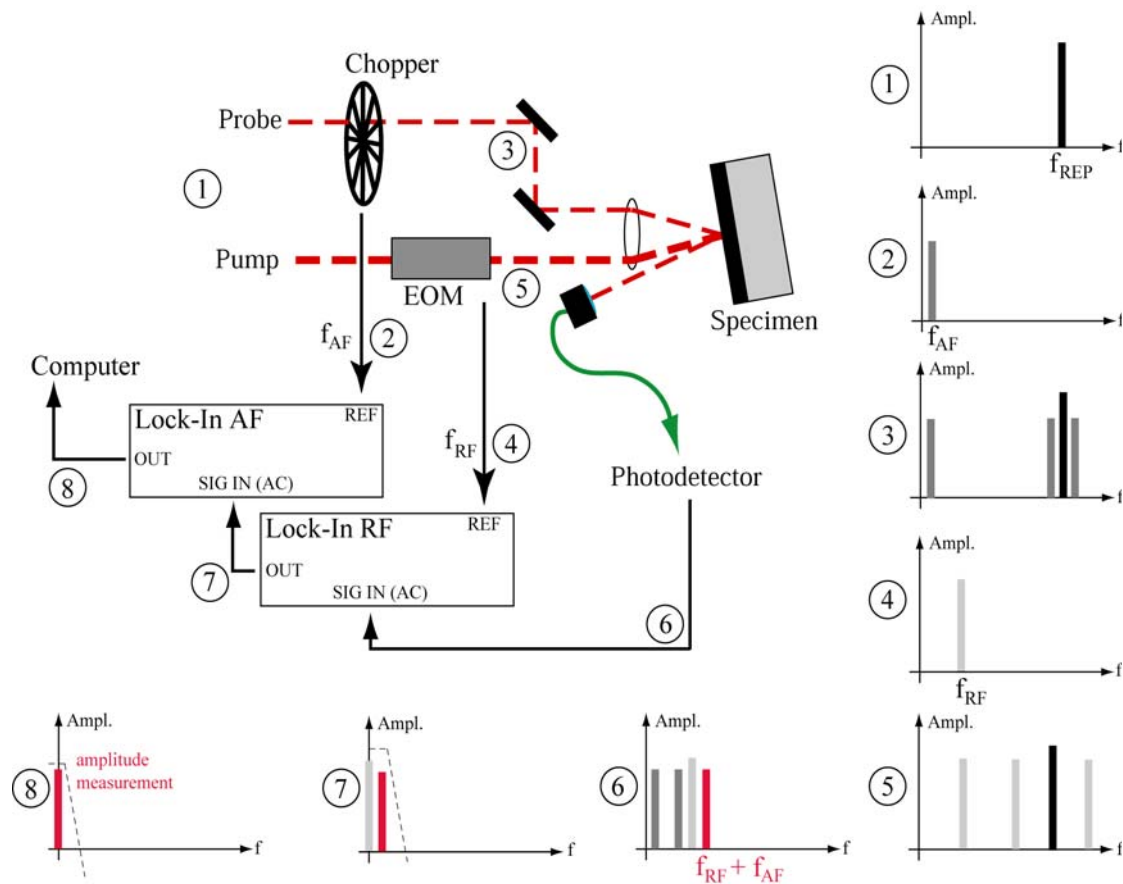 Chopper
Probe
①
③
Pump
EOM
⑤
Specimen
f_AF
②
Computer
Lock-In AF
REF
OUT
SIG IN (AC)
⑧
f_RF
④
Photodetector
Lock-In RF
REF
OUT
SIG IN (AC)
⑦
⑥
Ampl.
①
f
f_REP
Ampl.
②
f
f_AF
Ampl.
③
f
Ampl.
④
f
f_RF
Ampl.
⑧
amplitude
measurement
f
Ampl.
⑦
f
Ampl.
⑥
f
f_RF + f_AF
Ampl.
⑤
f